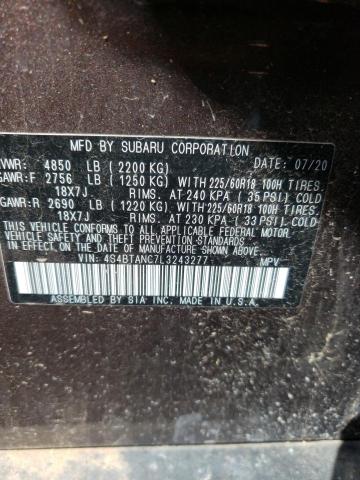 MFD BY SUBARU CORPORATION DATE: 07/20
VWR: 4850 LB (2200 KG)
GAWR:F 2756 LB (1250 KG) WITH 225/60R18 100H TIRES.
18X7J RIMS. AT 240 KPA (35 PSI) COLD
GAWR:R 2690 LB (1220 KG) WITH 225/60R18 100H TIRES.
18X7J RIMS. AT 230 KPA (33 PSI) COLD
THIS VEHICLE CONFORMS TO ALL APPLICABLE FEDERAL MOTOR
VEHICLE SAFETY AND THEFT PREVENTION STANDARDS IN EFFECT
ON THE DATE OF MANUFACTURE SHOWN ABOVE.
VIN: 4S4BTANC7L3243277 MPV
ASSEMBLED BY SIA INC. MADE IN U.S.A.